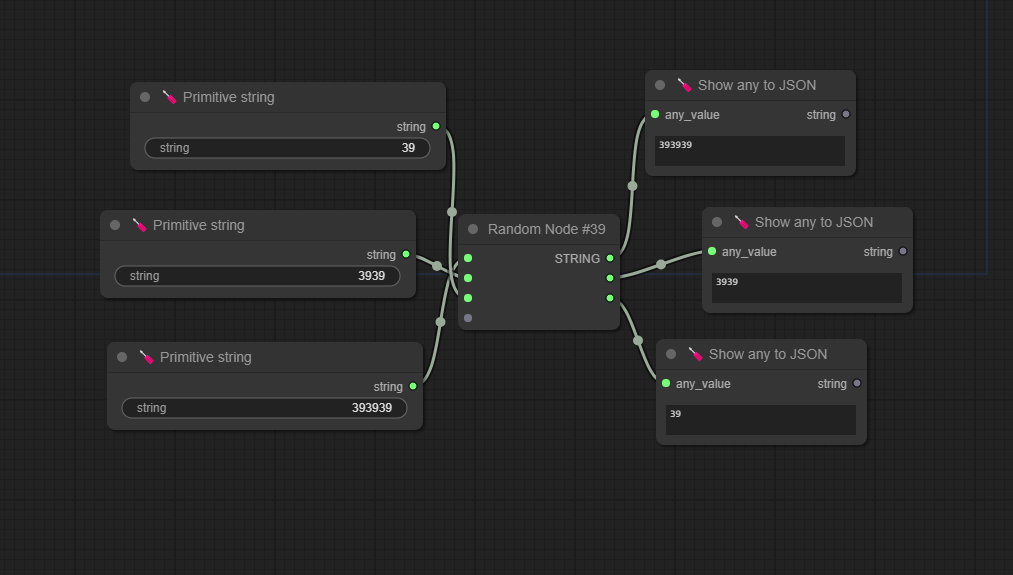 Primitive string
string
string 39
Primitive string
string
string 3939
Primitive string
string
string 393939
Random Node #39
STRING
Show any to JSON
any_value string
393939
Show any to JSON
any_value string
3939
Show any to JSON
any_value string
39